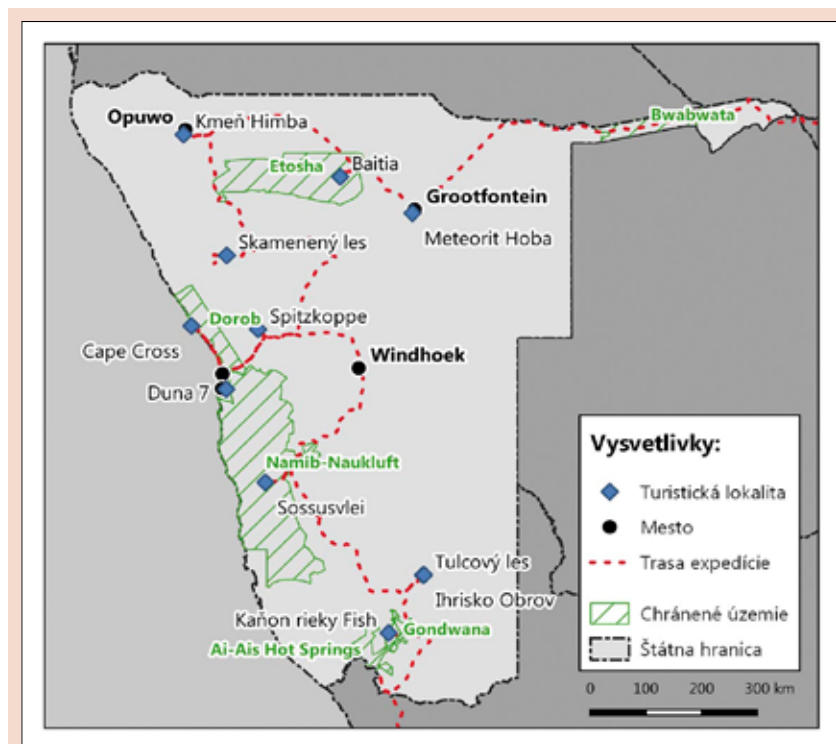 Bwabwata
Opuwo
Kmeň Himba
Etosha
Baitia
Grootfontein
Meteorit Hoba
Skamenený les
Dorob
Spitzkoppe
Cape Cross
Windhoek
Duna 7
Namib-Naukluft
Sossusvlei
Tulcový les
Ihrisko Obrov
Kaňon rieky Fish
Gondwana
Ai-Ais Hot Springs
Vysvetlivky:
Turistická lokalita
Mesto
Trasa expedície
Chránené územie
Štátna hranica
0 100 200 300 km